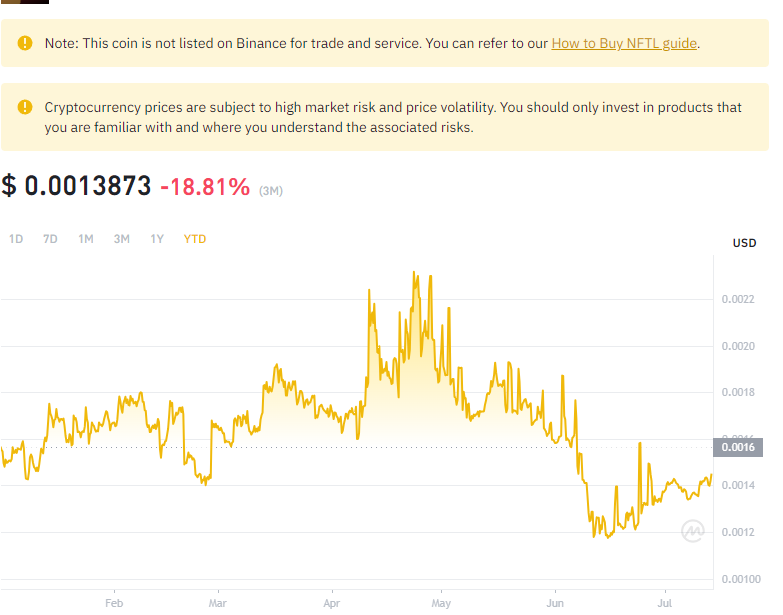 Note: This coin is not listed on Binance for trade and service. You can refer to our How to Buy NFTL guide.
Cryptocurrency prices are subject to high market risk and price volatility. You should only invest in products that
you are familiar with and where you understand the associated risks.
$ 0.0013873 -18.81% (3M)
1D 7D 1M 3M 1Y YTD
USD
0.0022
0.0020
0.0018
0.0016
0.0016
0.0014
0.0012
0.00100
Feb Mar Apr May Jun Jul